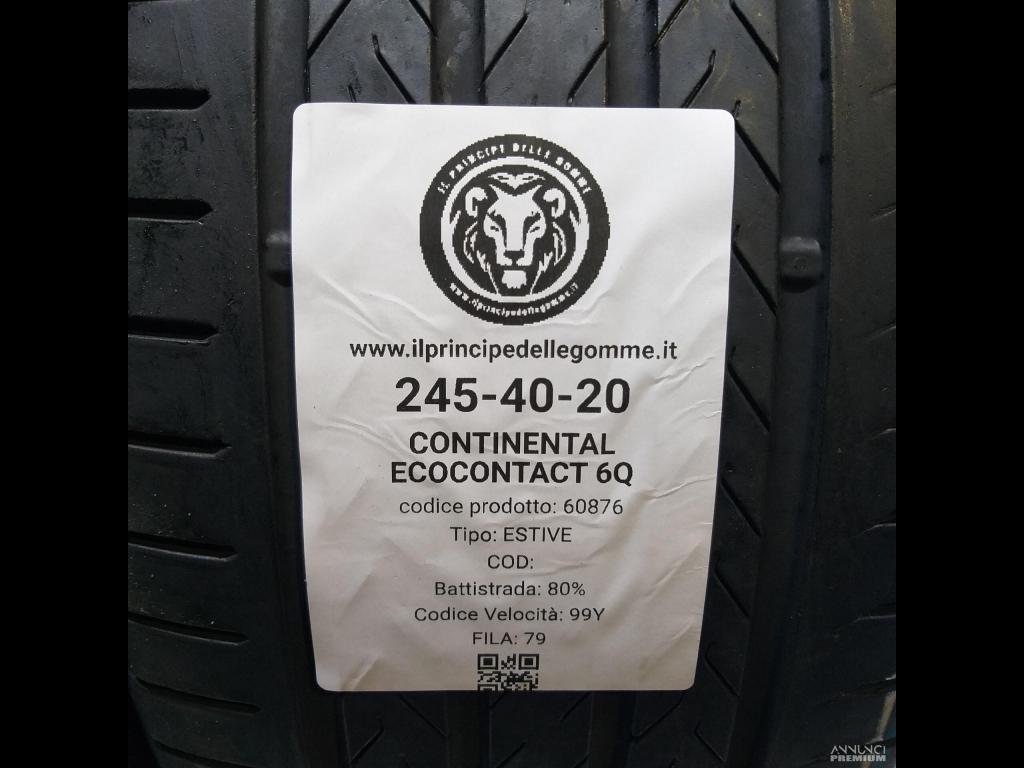 IL PRINCIPE DELLE GOMME
www.ilprincipedellegomme.it
www.ilprincipedellegomme.it
245-40-20
CONTINENTAL
ECOCONTACT 6Q
codice prodotto: 60876
Tipo: ESTIVE
COD:
Battistrada: 80%
Codice Velocità: 99Y
FILA: 79
ANNUNCI
PREMIUM